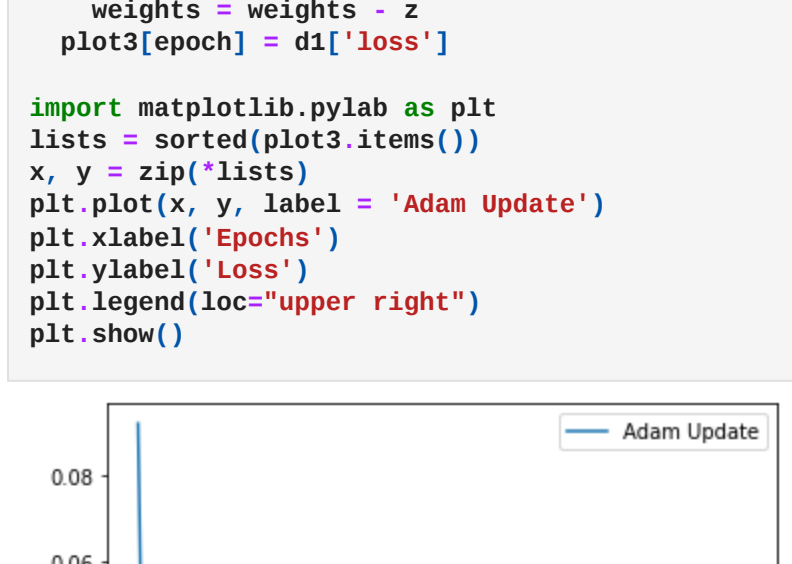 weights = weights - z
  plot3[epoch] = d1['loss']

import matplotlib.pylab as plt
lists = sorted(plot3.items())
x, y = zip(*lists)
plt.plot(x, y, label = 'Adam Update')
plt.xlabel('Epochs')
plt.ylabel('Loss')
plt.legend(loc="upper right")
plt.show()
Adam Update
0.08
0.06